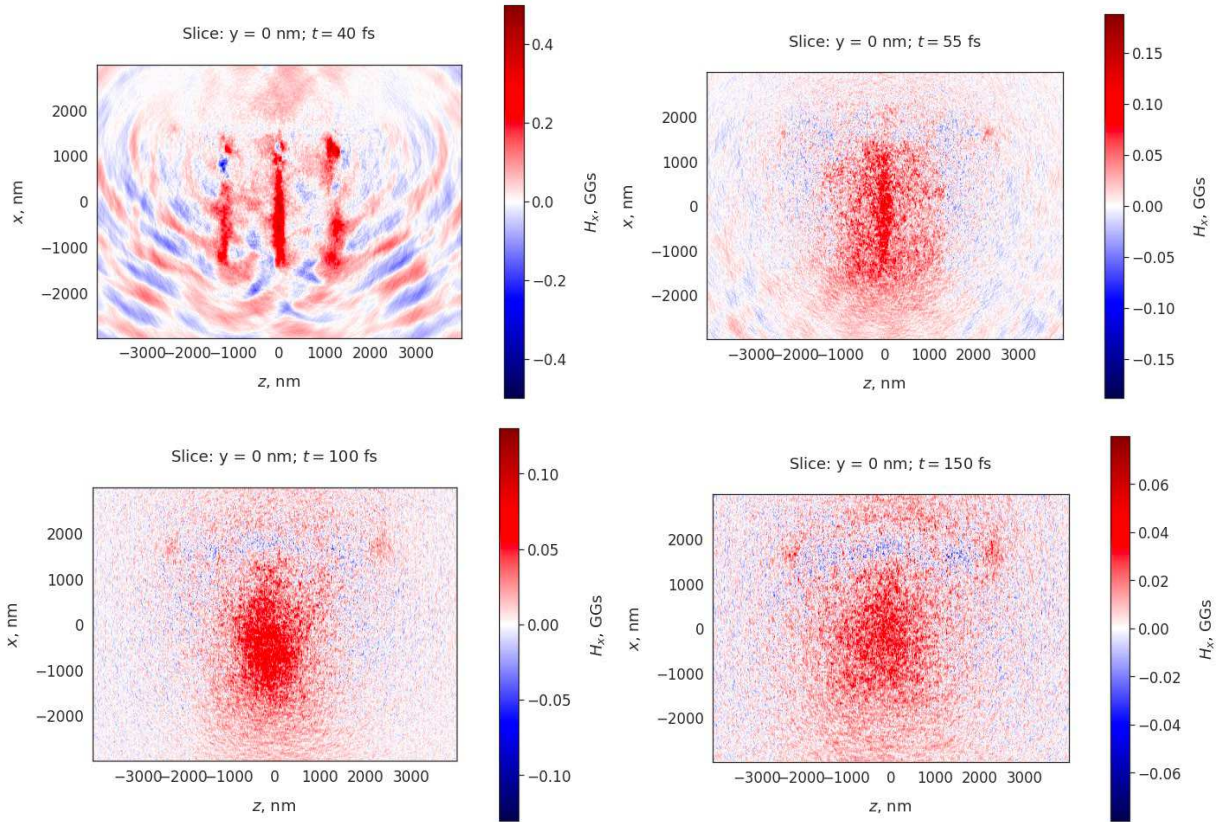 Slice: y = 0 nm; t = 40 fs
2000
1000
0
−1000
−2000
x, nm
−3000 −2000 −1000 0 1000 2000 3000
z, nm
0.4
0.2
0.0
−0.2
−0.4
Hₓ, GGs
Slice: y = 0 nm; t = 55 fs
2000
1000
0
−1000
−2000
x, nm
−3000 −2000 −1000 0 1000 2000 3000
z, nm
0.15
0.10
0.05
0.00
−0.05
−0.10
−0.15
Hₓ, GGs
Slice: y = 0 nm; t = 100 fs
2000
1000
0
−1000
−2000
x, nm
−3000 −2000 −1000 0 1000 2000 3000
z, nm
0.10
0.05
0.00
−0.05
−0.10
Hₓ, GGs
Slice: y = 0 nm; t = 150 fs
2000
1000
0
−1000
−2000
x, nm
−3000 −2000 −1000 0 1000 2000 3000
z, nm
0.06
0.04
0.02
0.00
−0.02
−0.04
−0.06
Hₓ, GGs